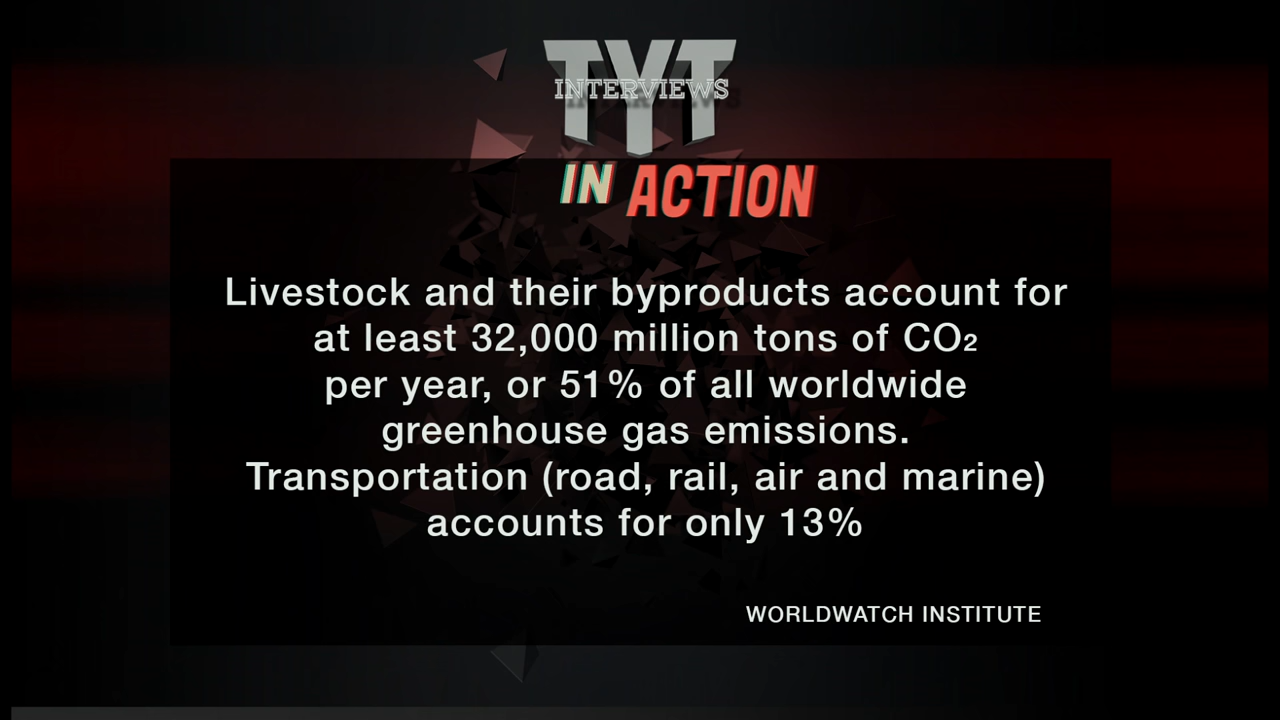 TYT
INTERVIEWS
IN ACTION
Livestock and their byproducts account for
at least 32,000 million tons of CO₂
per year, or 51% of all worldwide
greenhouse gas emissions.
Transportation (road, rail, air and marine)
accounts for only 13%
WORLDWATCH INSTITUTE